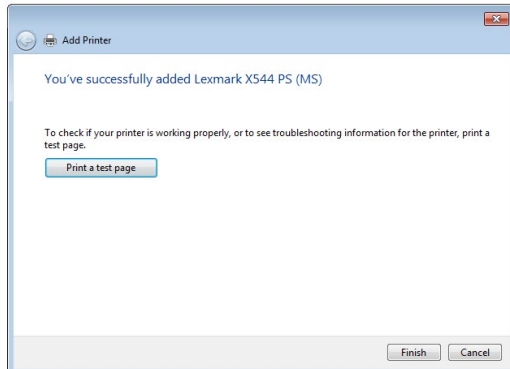 Add Printer
You've successfully added Lexmark X544 PS (MS)
To check if your printer is working properly, or to see troubleshooting information for the printer, print a
test page.
Print a test page
Finish Cancel